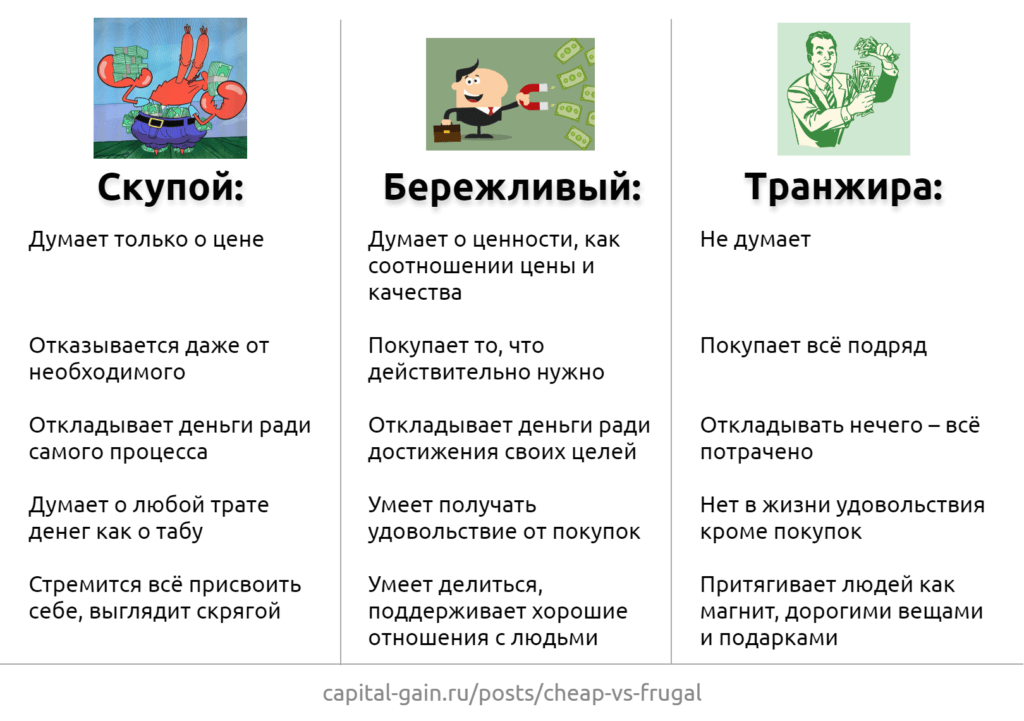 Скупой:
Думает только о цене
Отказывается даже от
необходимого
Откладывает деньги ради
самого процесса
Думает о любой трате
денег как о табу
Стремится всё присвоить
себе, выглядит скрягой
Бережливый:
Думает о ценности, как
соотношении цены и
качества
Покупает то, что
действительно нужно
Откладывает деньги ради
достижения своих целей
Умеет получать
удовольствие от покупок
Умеет делиться,
поддерживает хорошие
отношения с людьми
Транжира:
Не думает
Покупает всё подряд
Откладывать нечего – всё
потрачено
Нет в жизни удовольствия
кроме покупок
Притягивает людей как
магнит, дорогими вещами
и подарками
capital-gain.ru/posts/cheap-vs-frugal